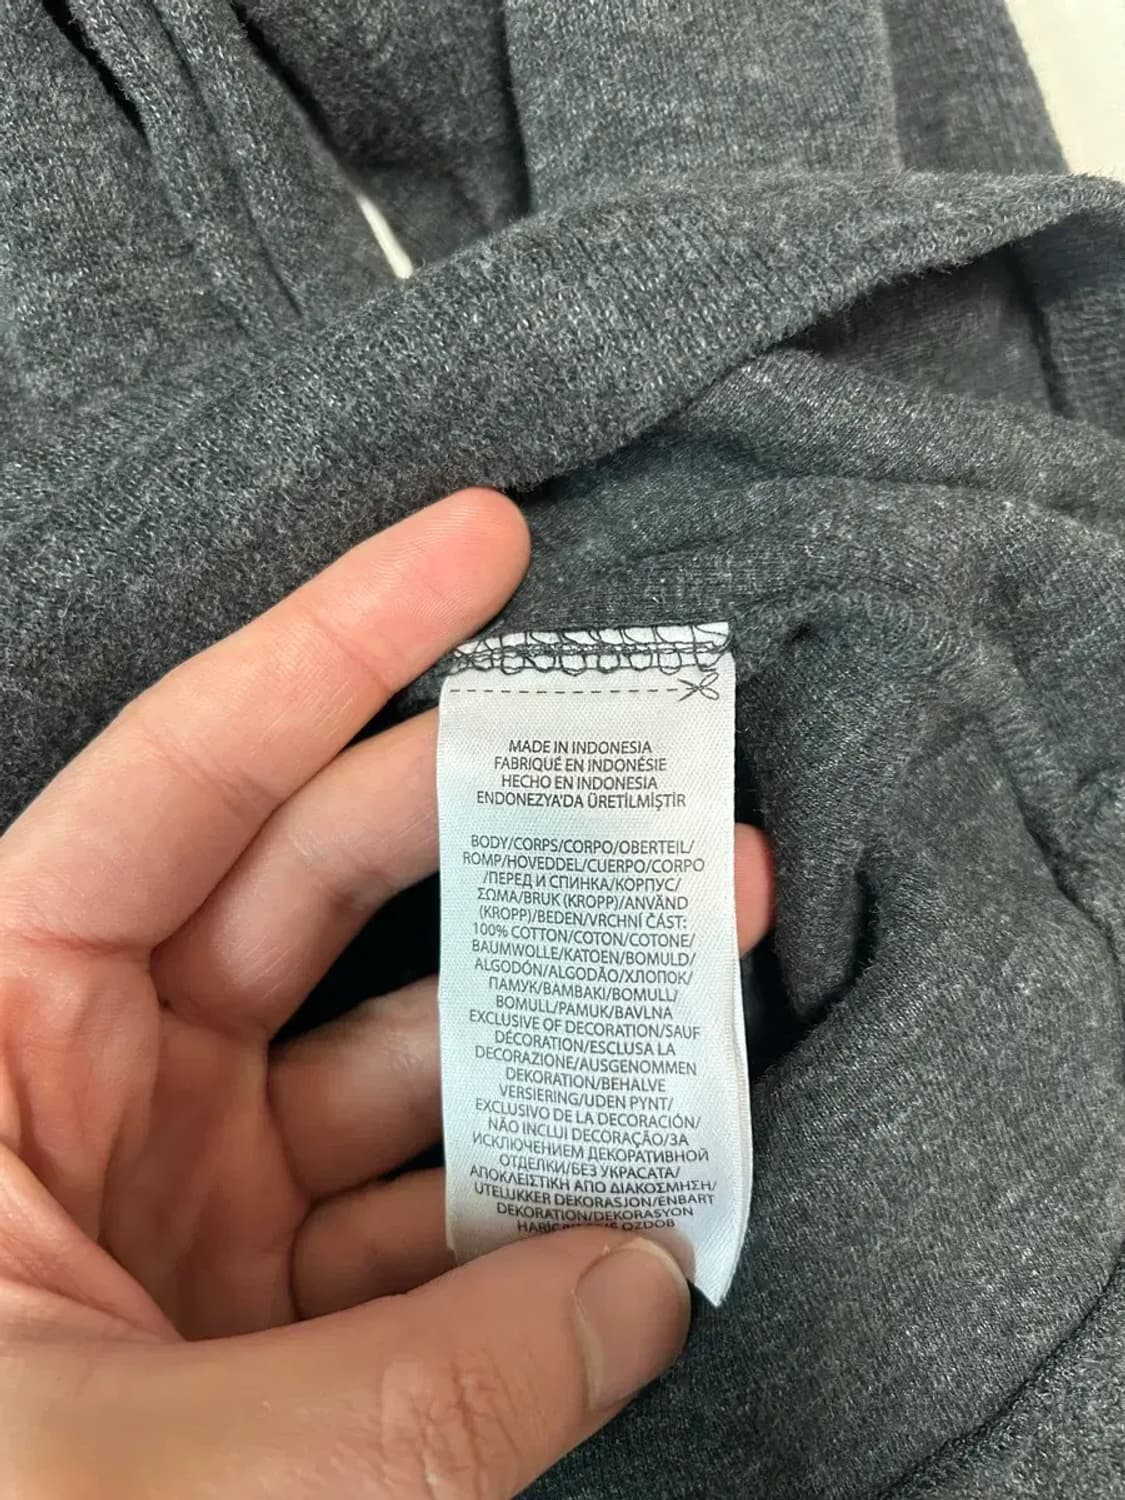 MADE IN INDONESIA
FABRIQUÉ EN INDONÉSIE
HECHO EN INDONESIA
ENDONEZYA'DA ÜRETİLMİŞTİR
BODY/CORPS/CORPO/OBERTEIL/
ROMP/HOVEDDEL/CUERPO/CORPO
/ПЕРЕД И СПИНКА/КОРПУС/
ΣΩΜΑ/BRUK (KROPP)/ANVÄND
(KROPP)/BEDEN/VRCHNÍ ČÁST:
100% COTTON/COTON/COTONE/
BAUMWOLLE/KATOEN/BOMULD/
ALGODÓN/ALGODÃO/ХЛОПОК/
ПАМУК/ΒΑΜΒΑΚΙ/BOMULL/
BOMULL/PAMUK/BAVLNA
EXCLUSIVE OF DECORATION/SAUF
DÉCORATION/ESCLUSA LA
DECORAZIONE/AUSGENOMMEN
DEKORATION/BEHALVE
VERSIERING/UDEN PYNT/
EXCLUSIVO DE LA DECORACIÓN/
NÃO INCLUI DECORAÇÃO/ЗА
ИСКЛЮЧЕНИЕМ ДЕКОРАТИВНОЙ
ОТДЕЛКИ/БЕЗ УКРАСАТА/
ΑΠΟΚΛΕΙΣΤΙΚΗ ΑΠΟ ΔΙΑΚΟΣΜΗΣΗ/
UTELUKKER DEKORASJON/ENBART
DEKORATION/DEKORASYON
OZDOB